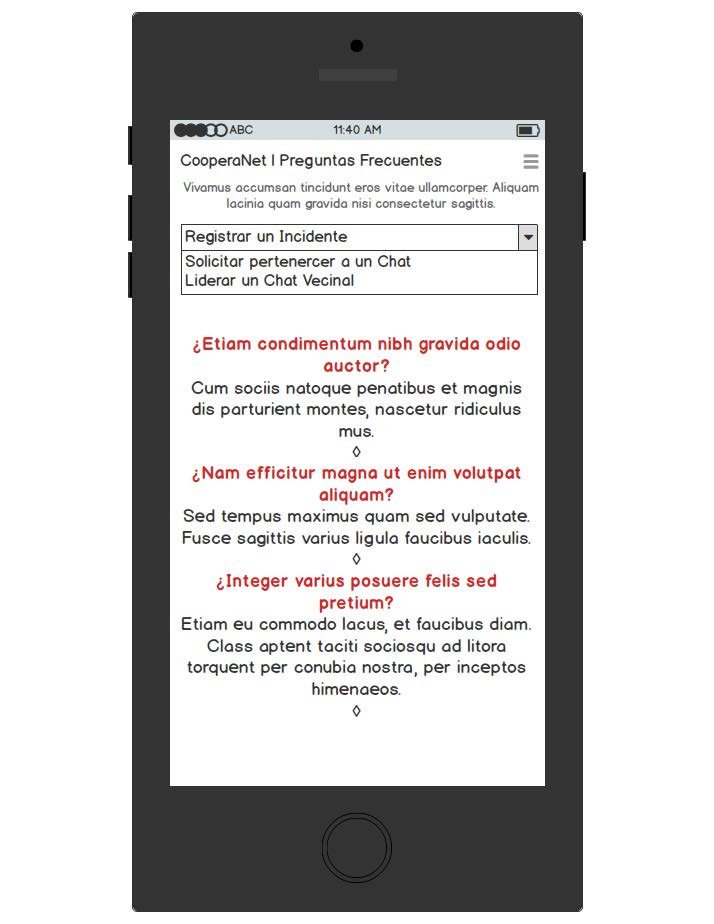 ABC 11:40 AM
CooperaNet | Preguntas Frecuentes
Vivamus accumsan tincidunt eros vitae ullamcorper. Aliquam
lacinia quam gravida nisi consectetur sagittis.
Registrar un Incidente
Solicitar pertenercer a un Chat
Liderar un Chat Vecinal
¿Etiam condimentum nibh gravida odio
auctor?
Cum sociis natoque penatibus et magnis
dis parturient montes, nascetur ridiculus
mus.
◊
¿Nam efficitur magna ut enim volutpat
aliquam?
Sed tempus maximus quam sed vulputate.
Fusce sagittis varius ligula faucibus iaculis.
◊
¿Integer varius posuere felis sed
pretium?
Etiam eu commodo lacus, et faucibus diam.
Class aptent taciti sociosqu ad litora
torquent per conubia nostra, per inceptos
himenaeos.
◊